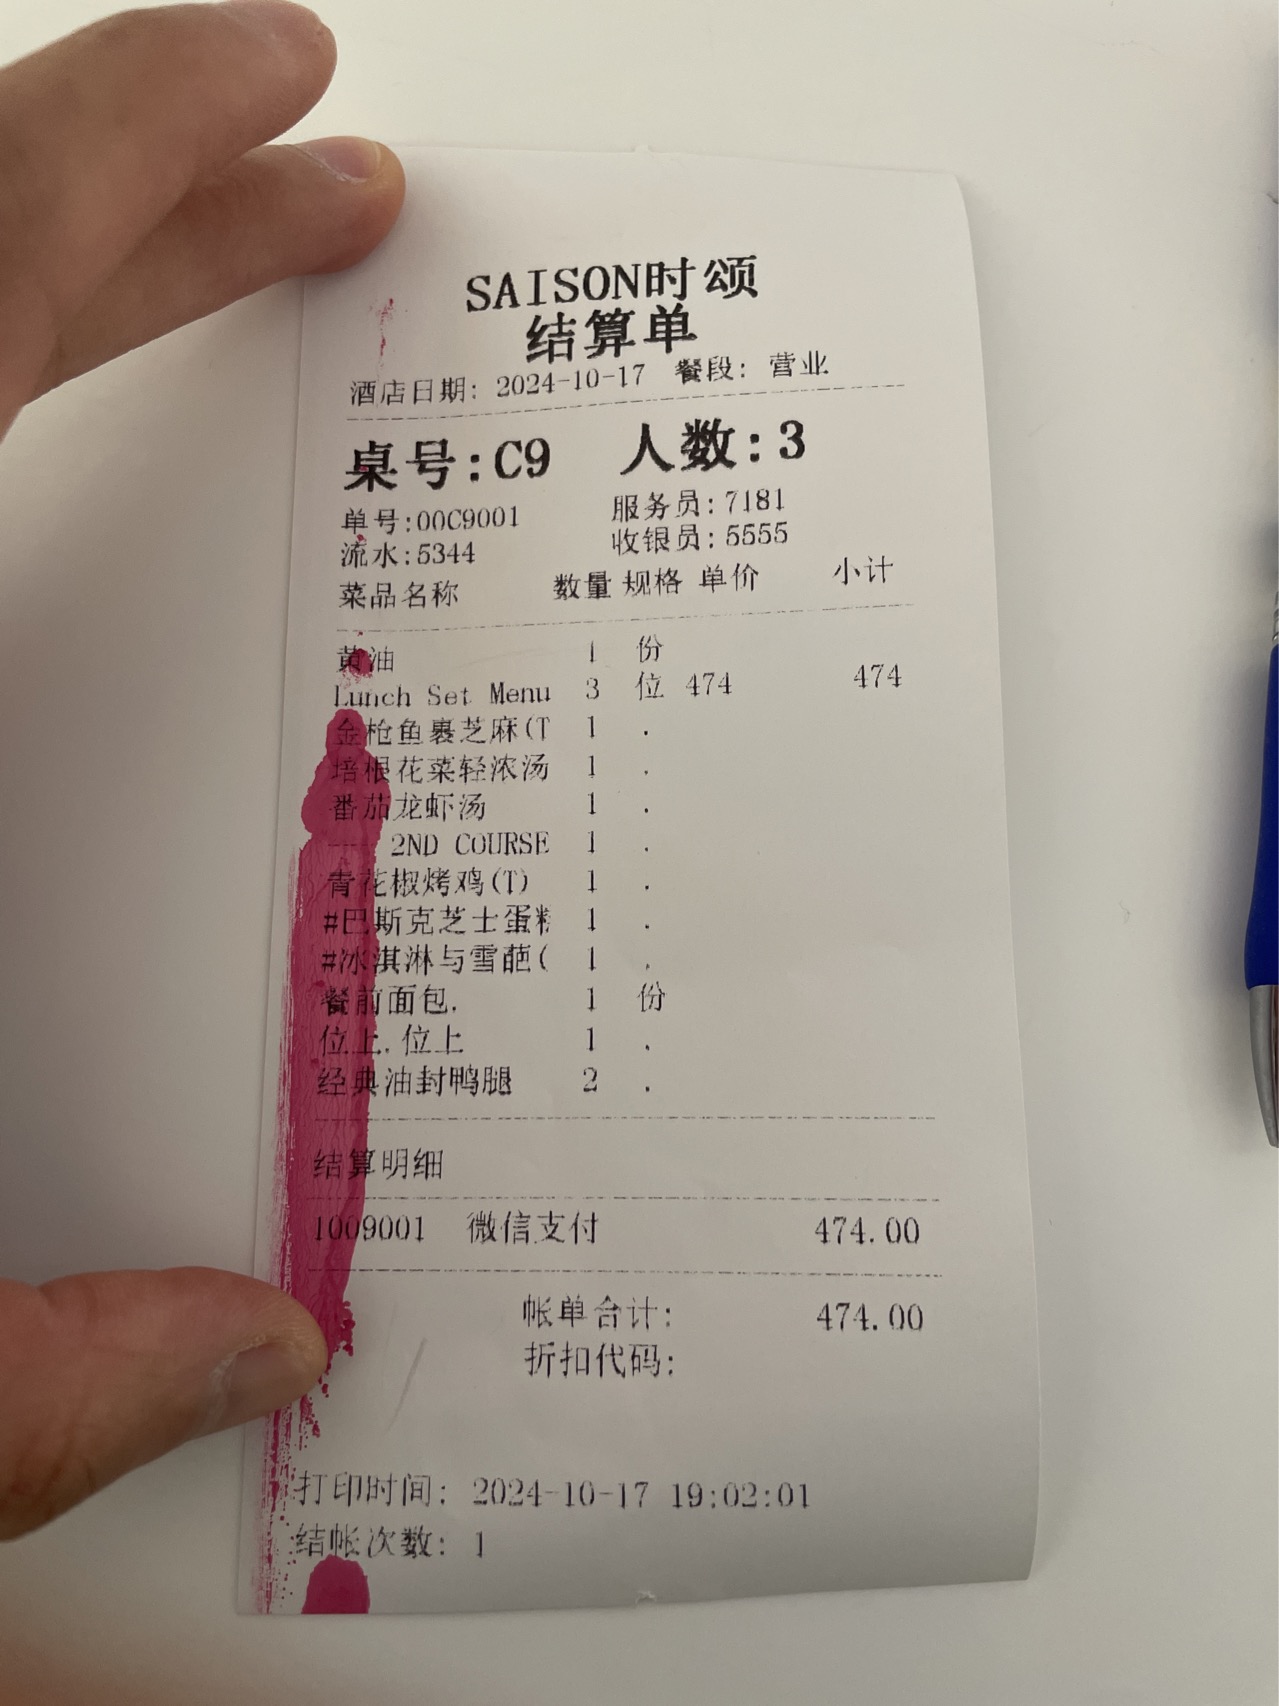 SAISON时颂
结算单
酒店日期: 2024-10-17 餐段: 营业
桌号:C9 人数:3
单号:00C9001 服务员:7181
流水:5344 收银员:5555
菜品名称 数量 规格 单价 小计
黄油 1 份
Lunch Set Menu 3 位 474 474
金枪鱼裹芝麻(T 1 .
培根花菜轻浓汤 1 .
番茄龙虾汤 1 .
---- 2ND COURSE 1 .
青花椒烤鸡(T) 1 .
#巴斯克芝士蛋糕 1 .
#冰淇淋与雪葩( 1 .
餐前面包. 1 份
位上.位上 1 .
经典油封鸭腿 2 .
结算明细
1009001 微信支付 474.00
帐单合计: 474.00
折扣代码:
打印时间: 2024-10-17 19:02:01
结帐次数: 1